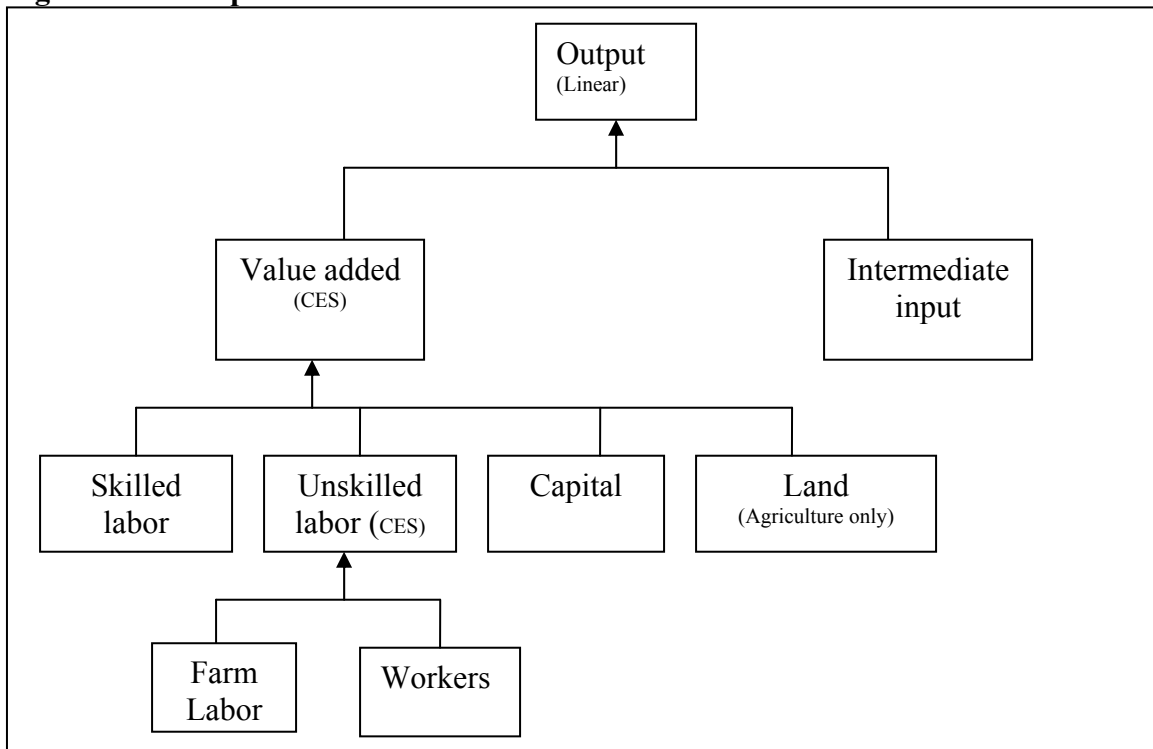 Output
(Linear)
Value added
(CES)
Intermediate
input
Skilled
labor
Unskilled
labor (CES)
Capital
Land
(Agriculture only)
Farm
Labor
Workers